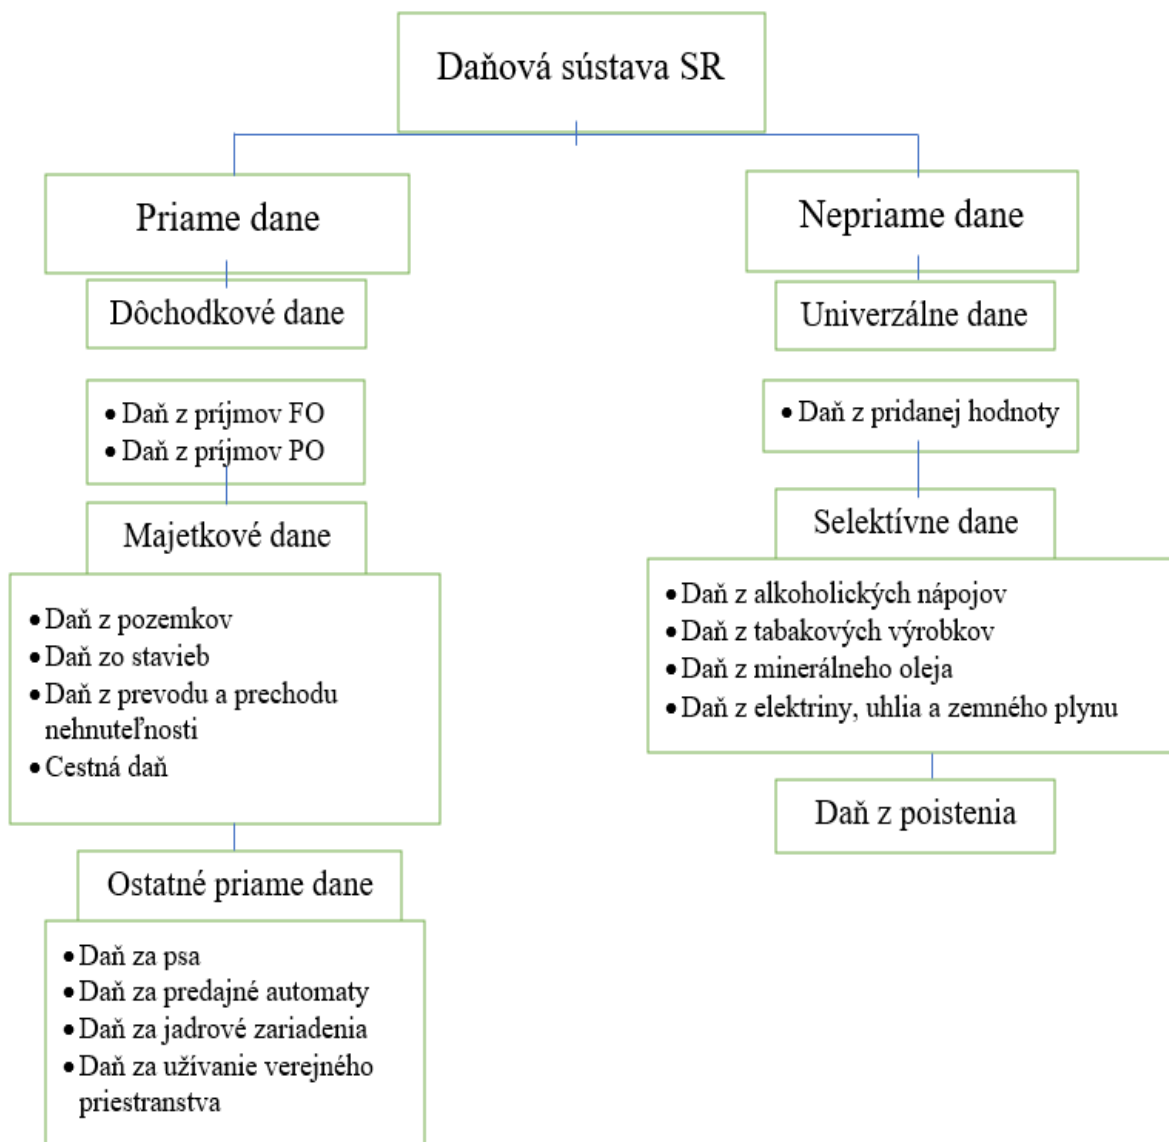 Daňová sústava SR
Priame dane
Dôchodkové dane
• Daň z príjmov FO
• Daň z príjmov PO
Majetkové dane
• Daň z pozemkov
• Daň zo stavieb
• Daň z prevodu a prechodu
nehnuteľnosti
• Cestná daň
Ostatné priame dane
• Daň za psa
• Daň za predajné automaty
• Daň za jadrové zariadenia
• Daň za užívanie verejného
priestranstva
Nepriame dane
Univerzálne dane
• Daň z pridanej hodnoty
Selektívne dane
• Daň z alkoholických nápojov
• Daň z tabakových výrobkov
• Daň z minerálneho oleja
• Daň z elektriny, uhlia a zemného plynu
Daň z poistenia